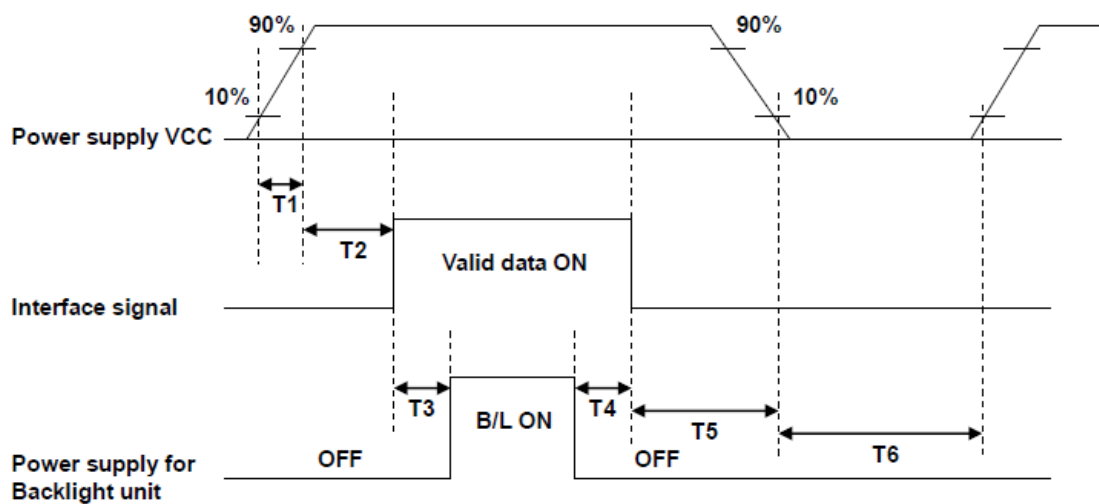 90%
90%
10%
10%
Power supply VCC
T1
T2
Valid data ON
Interface signal
T3
B/L ON
T4
T5
T6
OFF
OFF
Power supply for
Backlight unit